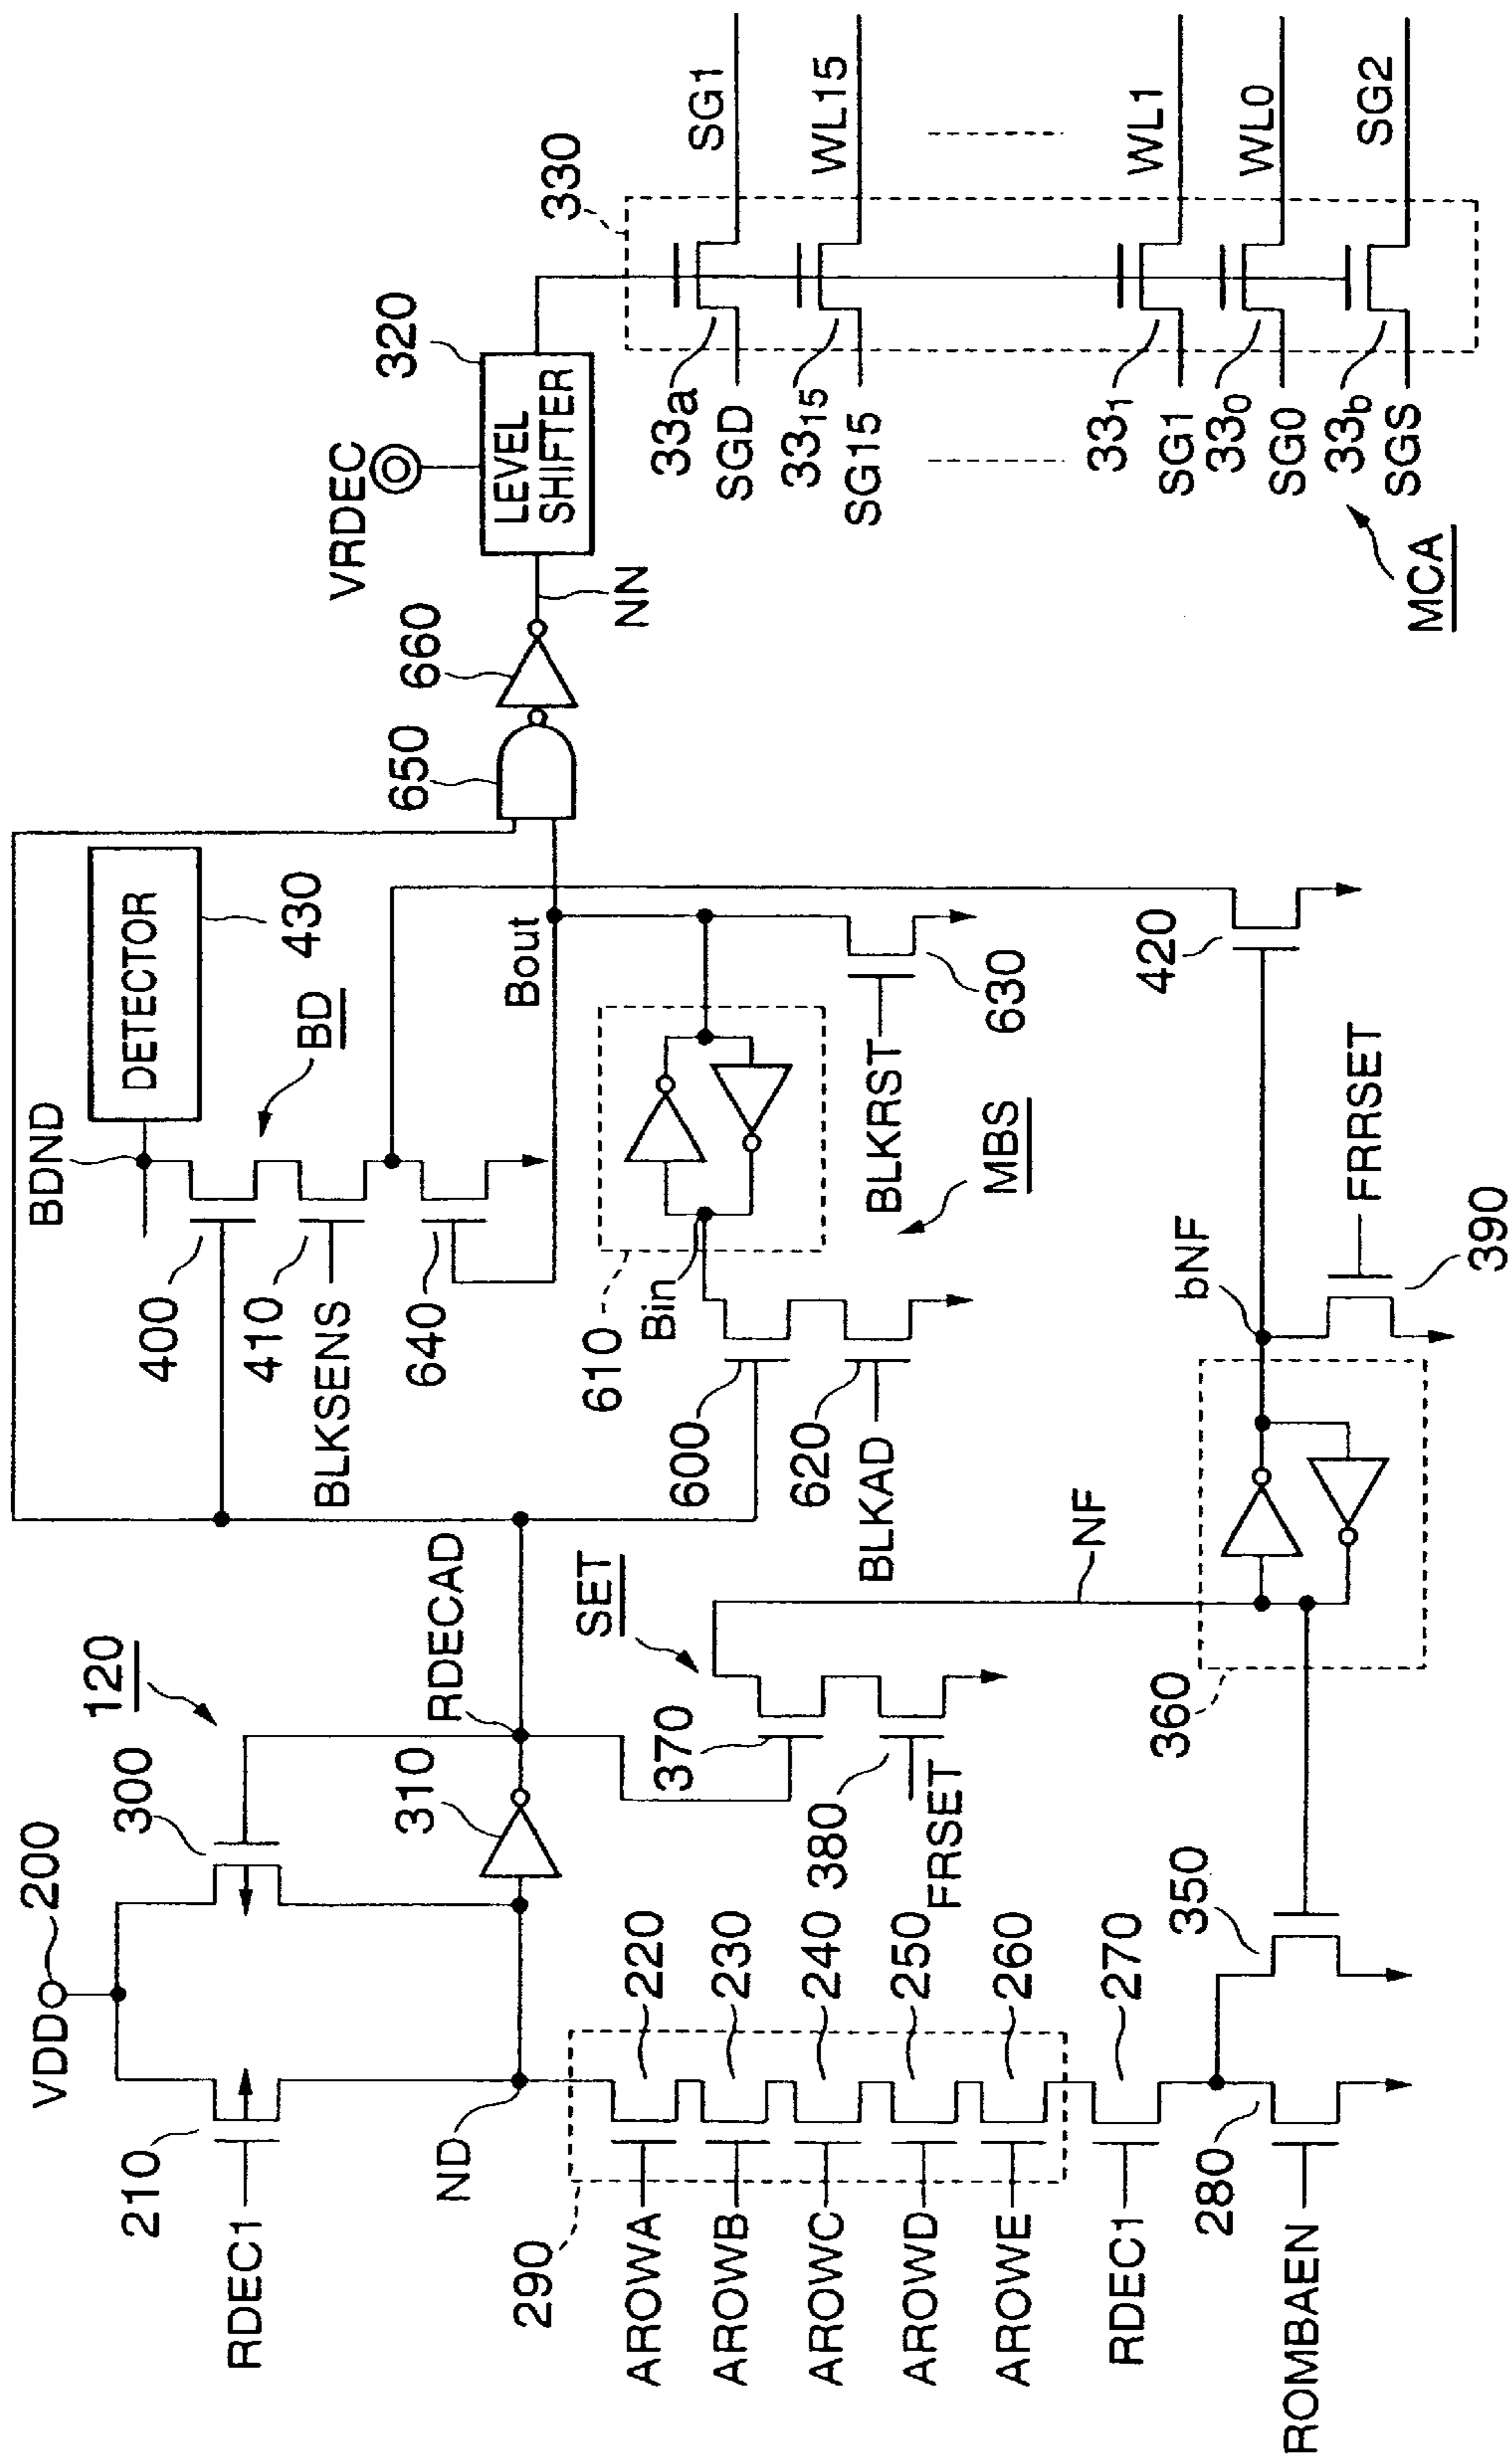 VDD
200
210
RDEC1
300
120
310
ND
RDECAD
290
AROWA
220
AROWB
230
AROWC
240
AROWD
250
AROWE
260
RDEC1
270
280
ROMBAEN
350
360
370
380
FRSET
SET
NF
bNF
FRRSET
390
420
BDND
DETECTOR
430
BD
400
410
BLKSENS
640
Bout
610
Bin
600
620
BLKAD
BLKRST
630
MBS
650
660
NN
VRDEC
LEVEL
SHIFTER
320
330
33a
SGD
SG1
3315
SG15
WL15
331
SG1
WL1
330
SG0
WL0
33b
SGS
SG2
MCA